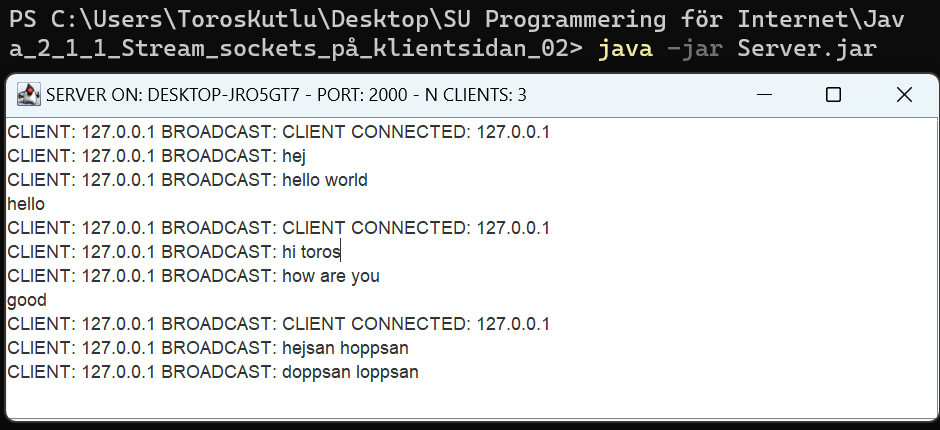 PS C:\Users\TorosKutlu\Desktop\SU Programmering för Internet\Jav
a_2_1_1_Stream_sockets_på_klientsidan_02> java -jar Server.jar
SERVER ON: DESKTOP-JRO5GT7 - PORT: 2000 - N CLIENTS: 3
CLIENT: 127.0.0.1 BROADCAST: CLIENT CONNECTED: 127.0.0.1
CLIENT: 127.0.0.1 BROADCAST: hej
CLIENT: 127.0.0.1 BROADCAST: hello world
hello
CLIENT: 127.0.0.1 BROADCAST: CLIENT CONNECTED: 127.0.0.1
CLIENT: 127.0.0.1 BROADCAST: hi toros
CLIENT: 127.0.0.1 BROADCAST: how are you
good
CLIENT: 127.0.0.1 BROADCAST: CLIENT CONNECTED: 127.0.0.1
CLIENT: 127.0.0.1 BROADCAST: hejsan hoppsan
CLIENT: 127.0.0.1 BROADCAST: doppsan loppsan